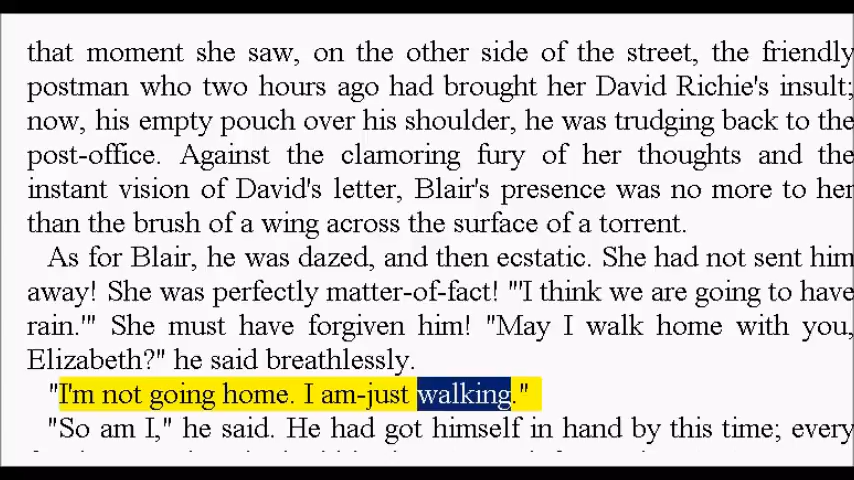 that moment she saw, on the other side of the street, the friendly
postman who two hours ago had brought her David Richie's insult;
now, his empty pouch over his shoulder, he was trudging back to the
post-office. Against the clamoring fury of her thoughts and the
instant vision of David's letter, Blair's presence was no more to her
than the brush of a wing across the surface of a torrent.
As for Blair, he was dazed, and then ecstatic. She had not sent him
away! She was perfectly matter-of-fact! "'I think we are going to have
rain.'" She must have forgiven him! "May I walk home with you,
Elizabeth?" he said breathlessly.
"I'm not going home. I am-just walking."
"So am I," he said. He had got himself in hand by this time; every